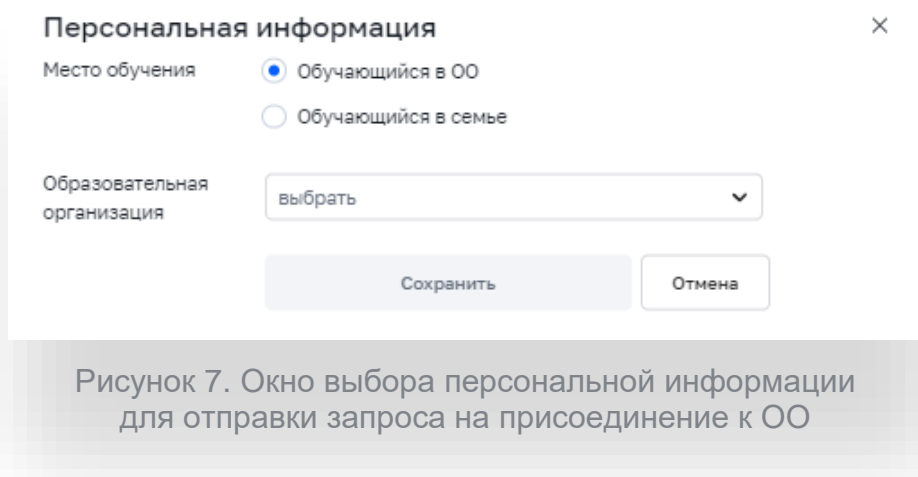 Персональная информация
Место обучения
Обучающийся в ОО
Обучающийся в семье
Образовательная
организация
выбрать
Сохранить
Отмена
Рисунок 7. Окно выбора персональной информации
для отправки запроса на присоединение к ОО